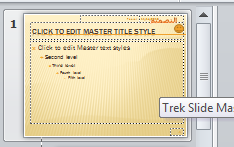 1
CLICK TO EDIT MASTER TITLE STYLE
Click to edit Master text styles
Second level
Third level
Fourth level
Fifth level
Trek Slide Ma